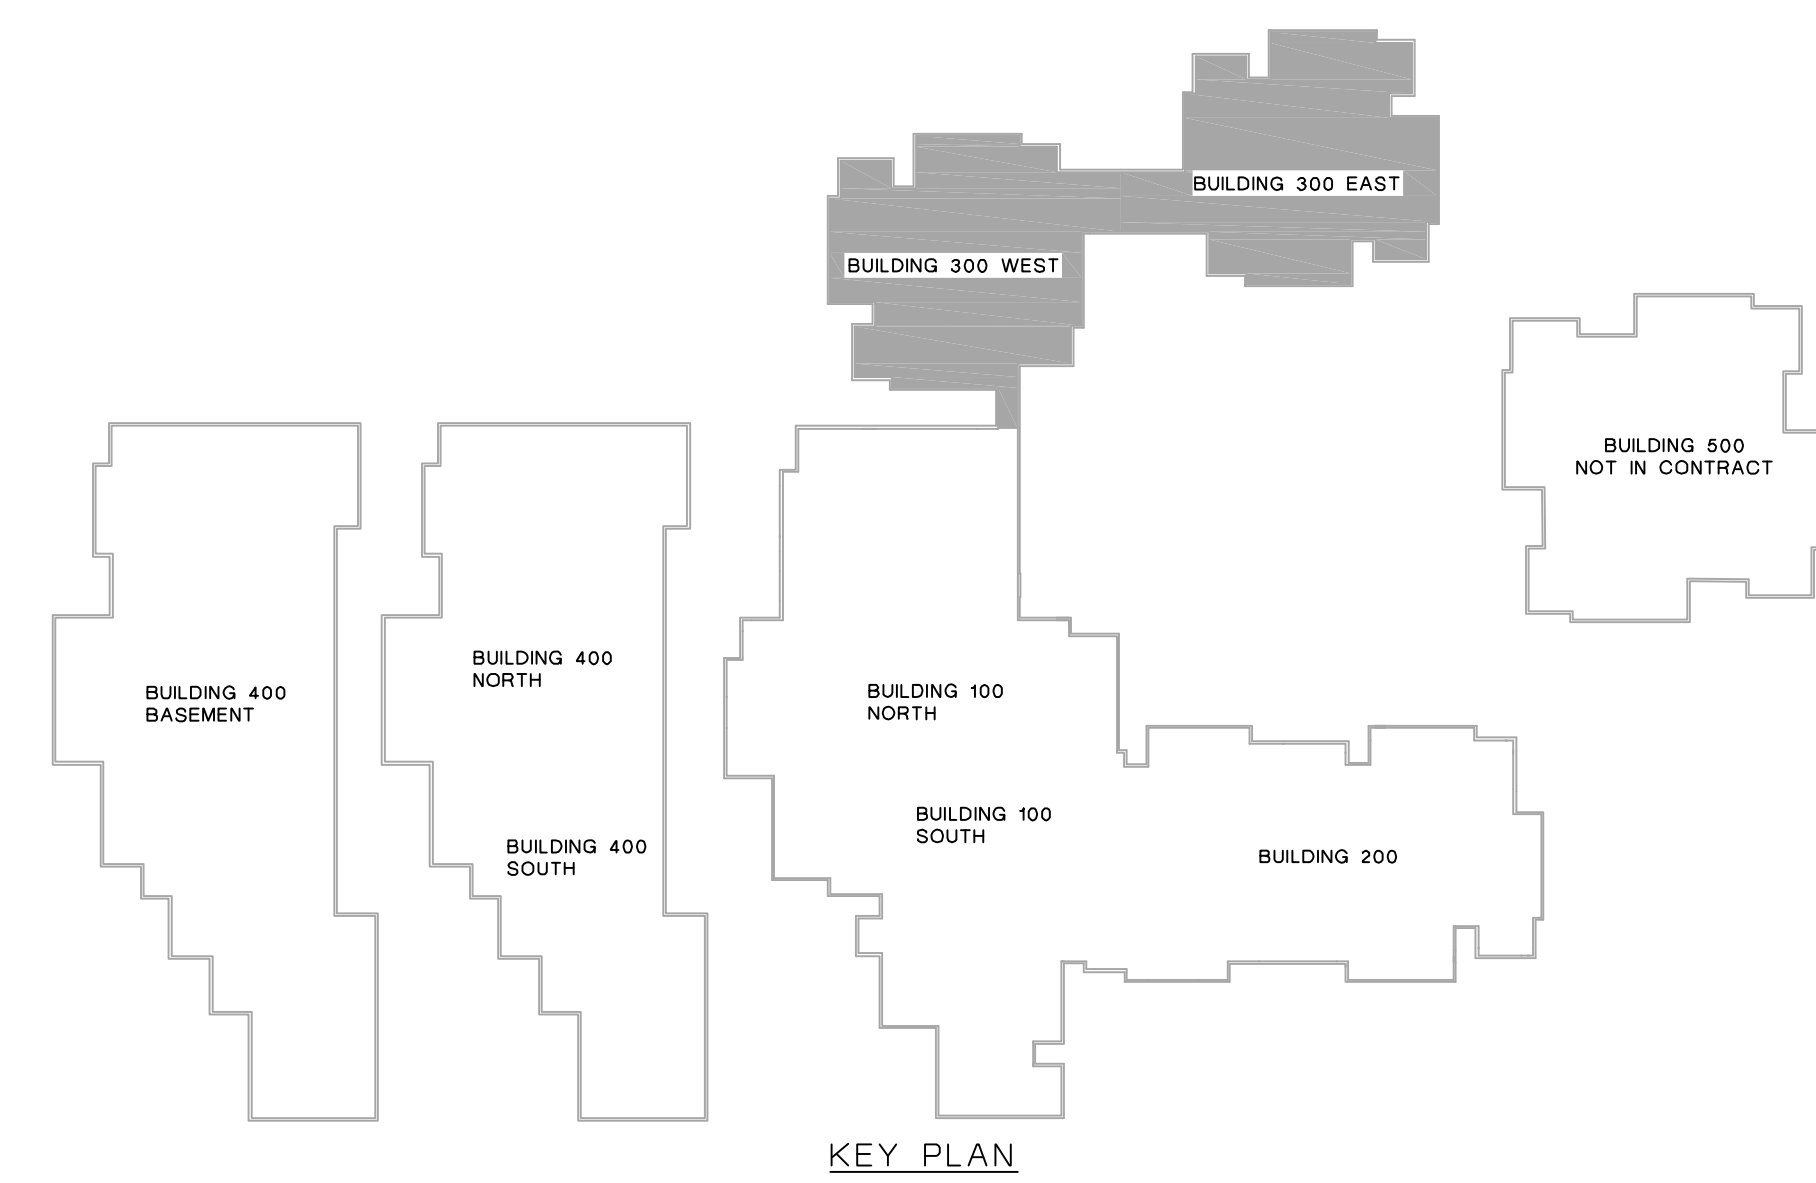 BUILDING 300 EAST
BUILDING 300 WEST
BUILDING 500
NOT IN CONTRACT
BUILDING 400
NORTH
BUILDING 400
BASEMENT
BUILDING 100
NORTH
BUILDING 100
SOUTH
BUILDING 400
SOUTH
BUILDING 200
KEY PLAN